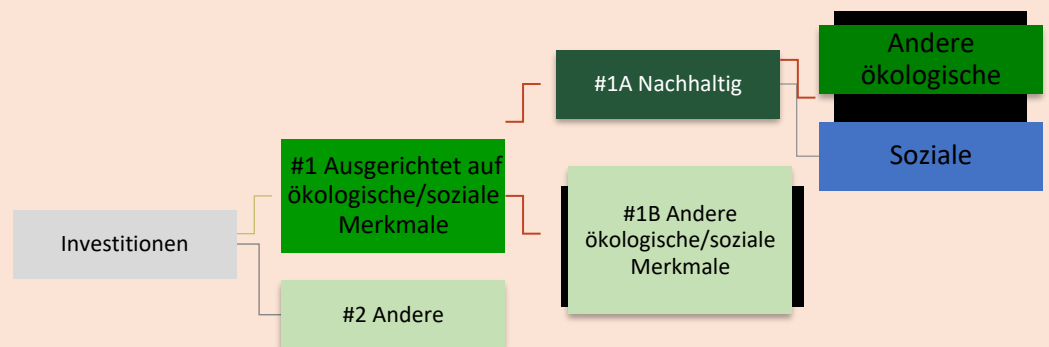 Investitionen
#1 Ausgerichtet auf
ökologische/soziale
Merkmale
#2 Andere
#1A Nachhaltig
#1B Andere
ökologische/soziale
Merkmale
Andere
ökologische
Soziale